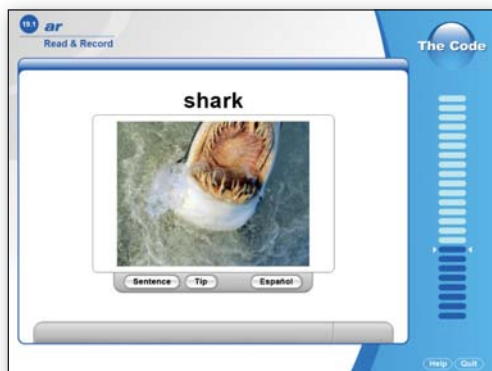 19.1 ar
Read & Record
The Code
shark
Sentence Tip Español
Help Quit